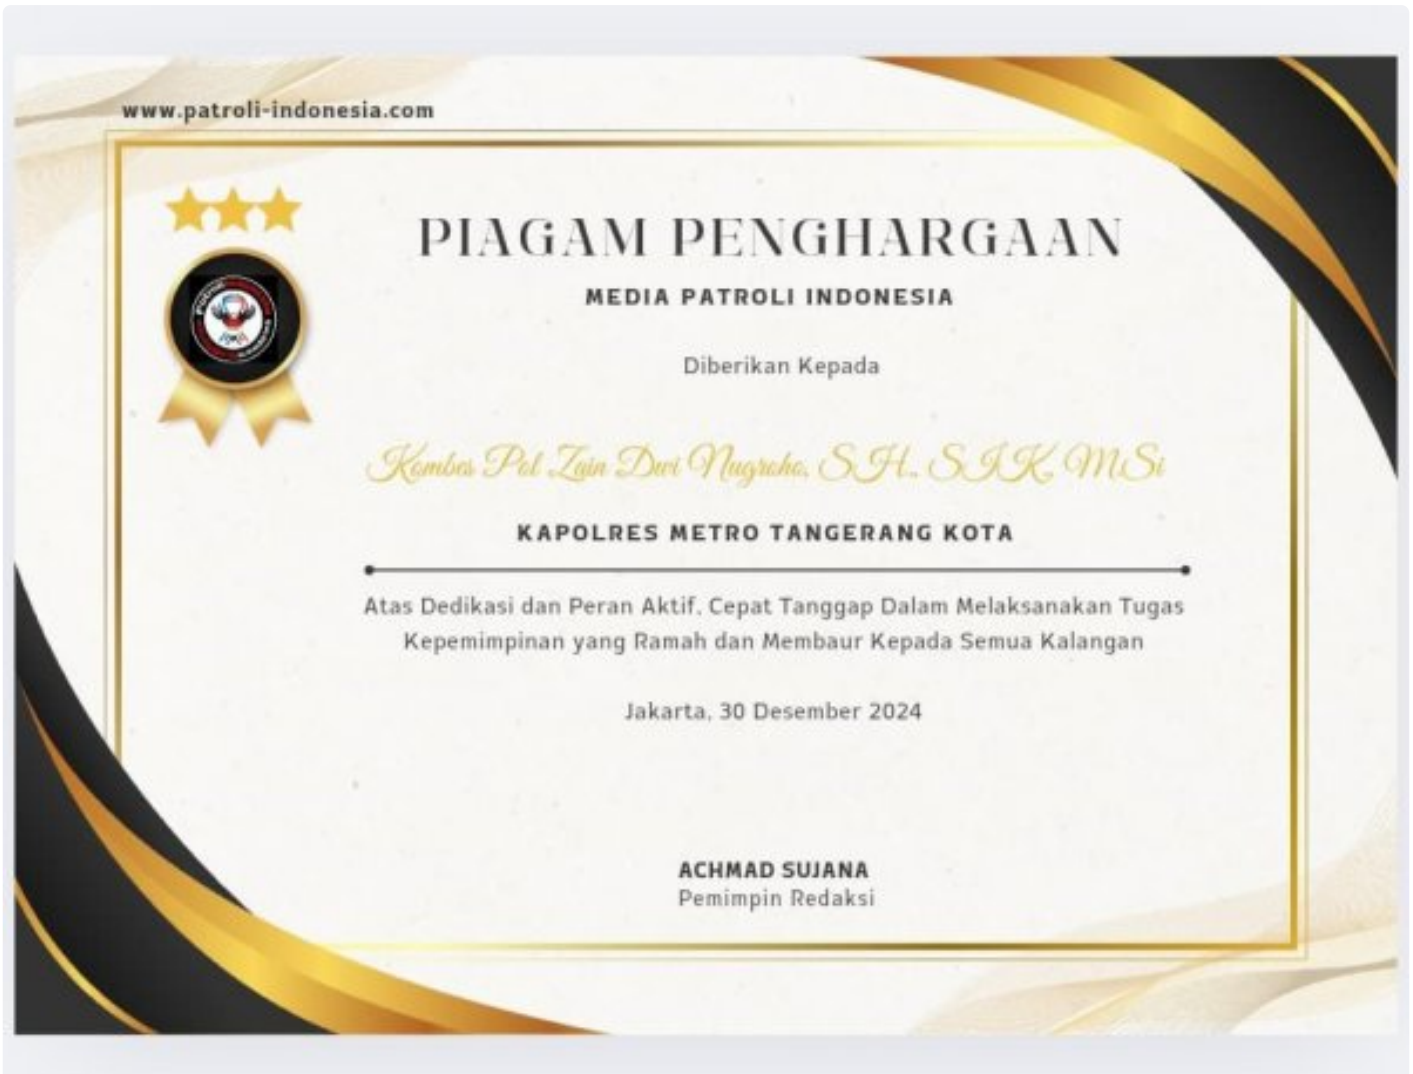 www.patroli-indonesia.com
PIAGAM PENGHARGAAN
MEDIA PATROLI INDONESIA
Diberikan Kepada
Kombes Pol Zain Dwi Nugroho, S.H., S.I.K., M.Si
KAPOLRES METRO TANGERANG KOTA
Atas Dedikasi dan Peran Aktif, Cepat Tanggap Dalam Melaksanakan Tugas
Kepemimpinan yang Ramah dan Membaur Kepada Semua Kalangan
Jakarta, 30 Desember 2024
ACHMAD SUJANA
Pemimpin Redaksi